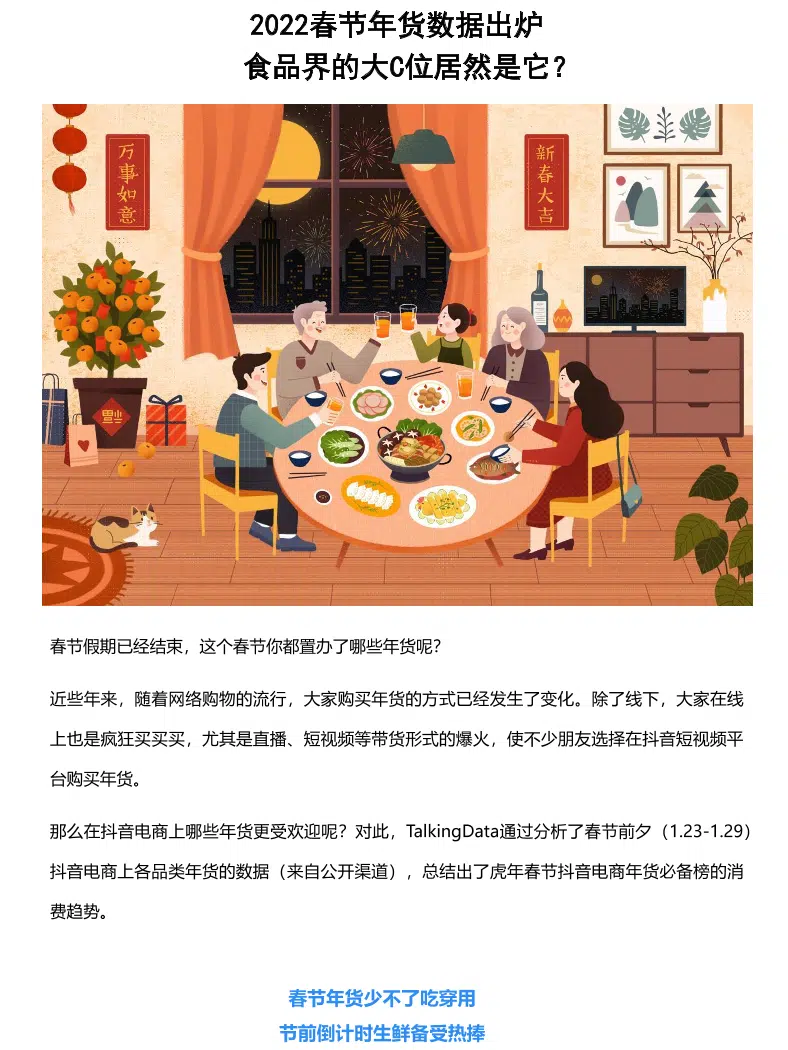 2022春节年货数据出炉
食品界的大C位居然是它？
万事如意
新春大吉
福
春节假期已经结束，这个春节你都置办了哪些年货呢？
近些年来，随着网络购物的流行，大家购买年货的方式已经发生了变化。除了线下，大家在线
上也是疯狂买买买，尤其是直播、短视频等带货形式的爆火，使不少朋友选择在抖音短视频平
台购买年货。
那么在抖音电商上哪些年货更受欢迎呢？对此，TalkingData通过分析了春节前夕（1.23-1.29）
抖音电商上各品类年货的数据（来自公开渠道），总结出了虎年春节抖音电商年货必备榜的消
费趋势。
春节年货少不了吃穿用
节前倒计时生鲜备受热捧